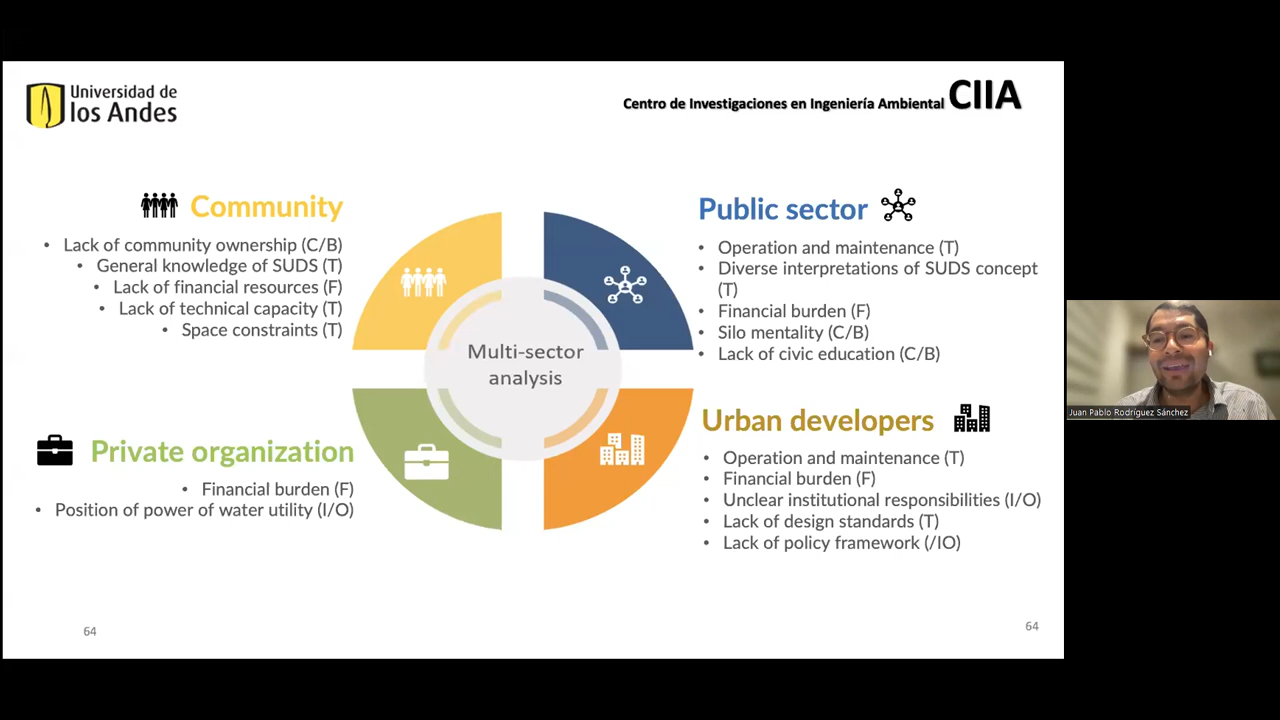 Universidad de
los Andes
Centro de Investigaciones en Ingeniería Ambiental CIIA
Community
• Lack of community ownership (C/B)
• General knowledge of SUDS (T)
• Lack of financial resources (F)
• Lack of technical capacity (T)
• Space constraints (T)
Public sector
• Operation and maintenance (T)
• Diverse interpretations of SUDS concept
(T)
• Financial burden (F)
• Silo mentality (C/B)
• Lack of civic education (C/B)
Multi-sector
analysis
Private organization
• Financial burden (F)
• Position of power of water utility (I/O)
Urban developers
• Operation and maintenance (T)
• Financial burden (F)
• Unclear institutional responsibilities (I/O)
• Lack of design standards (T)
• Lack of policy framework (/IO)
64
64
Juan Pablo Rodríguez Sánchez